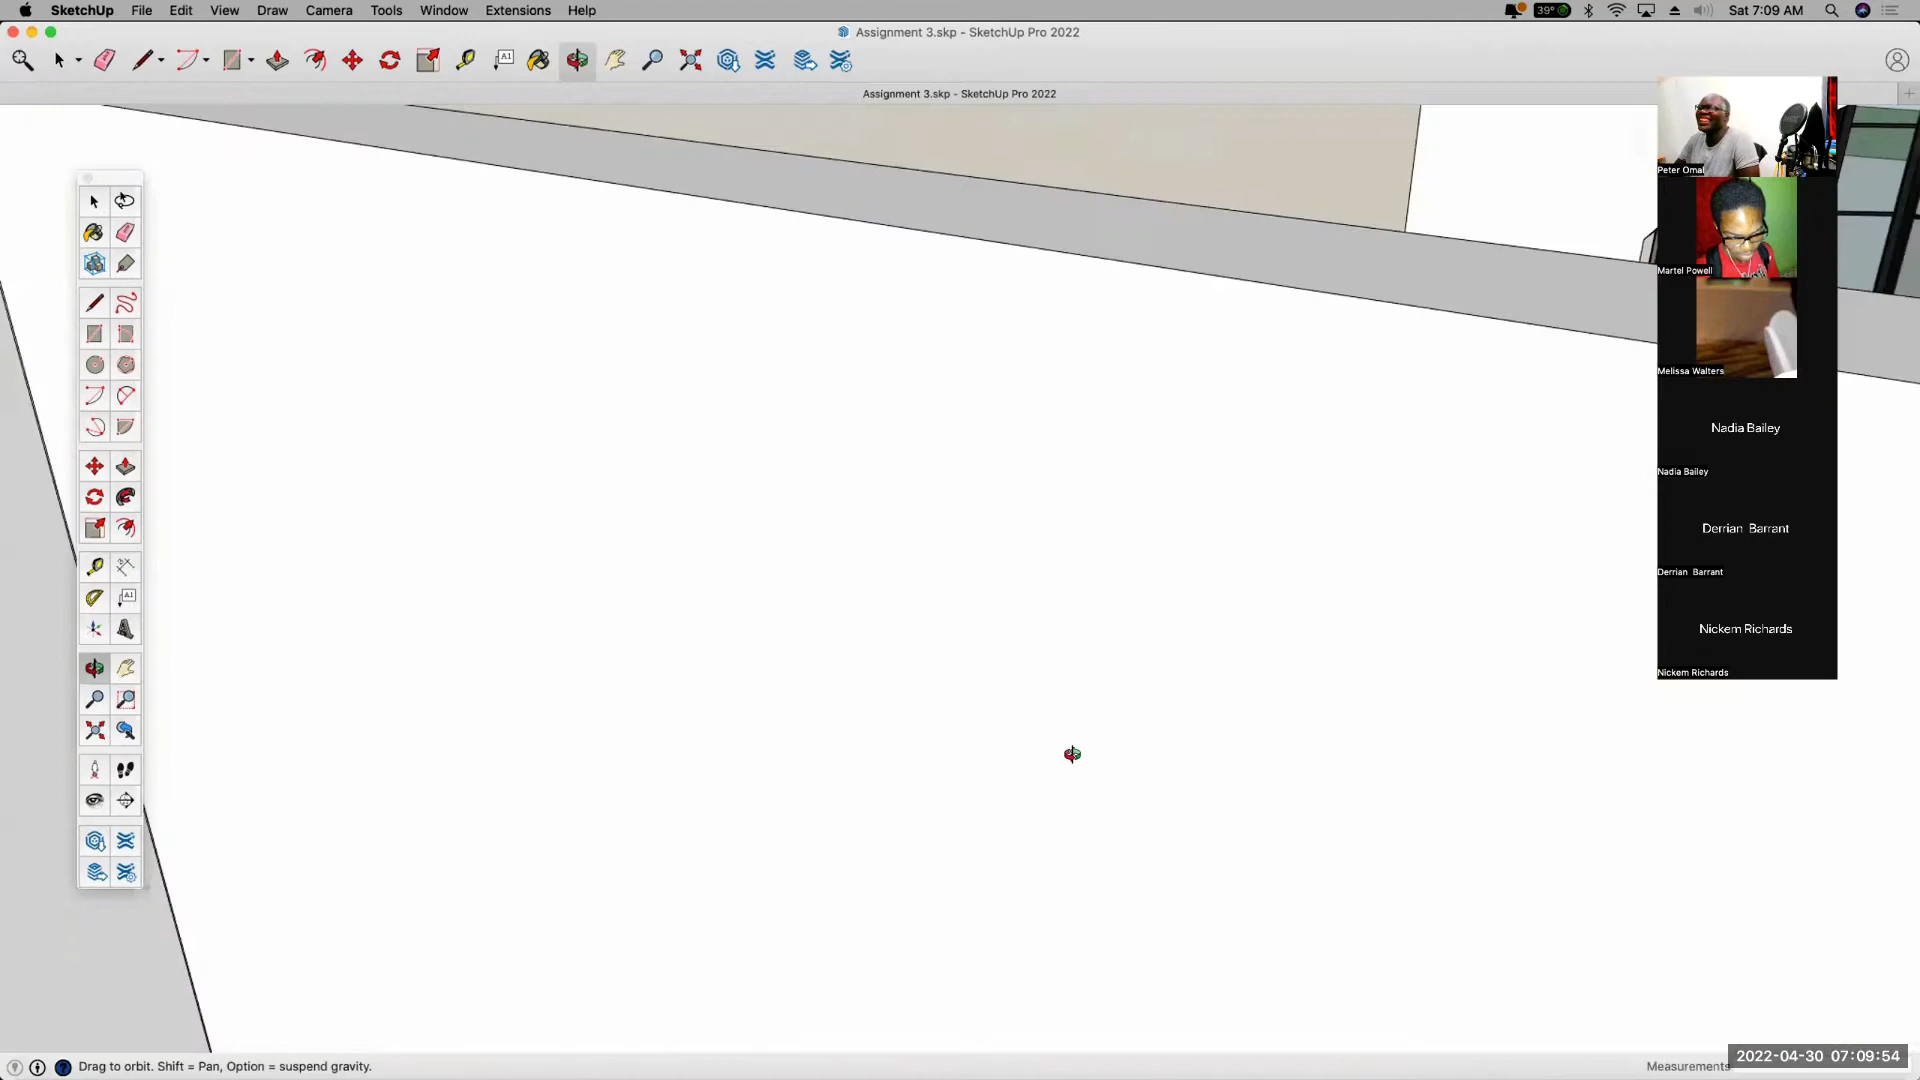 SketchUp File Edit View Draw Camera Tools Window Extensions Help
39° Sat 7:09 AM
Assignment 3.skp - SketchUp Pro 2022
A1
Assignment 3.skp - SketchUp Pro 2022
Peter Omal
Martel Powell
Melissa Walters
Nadia Bailey
Nadia Bailey
Derrian Barrant
Derrian Barrant
Nickem Richards
Nickem Richards
A1
Drag to orbit. Shift = Pan, Option = suspend gravity.
Measurements
2022-04-30 07:09:54